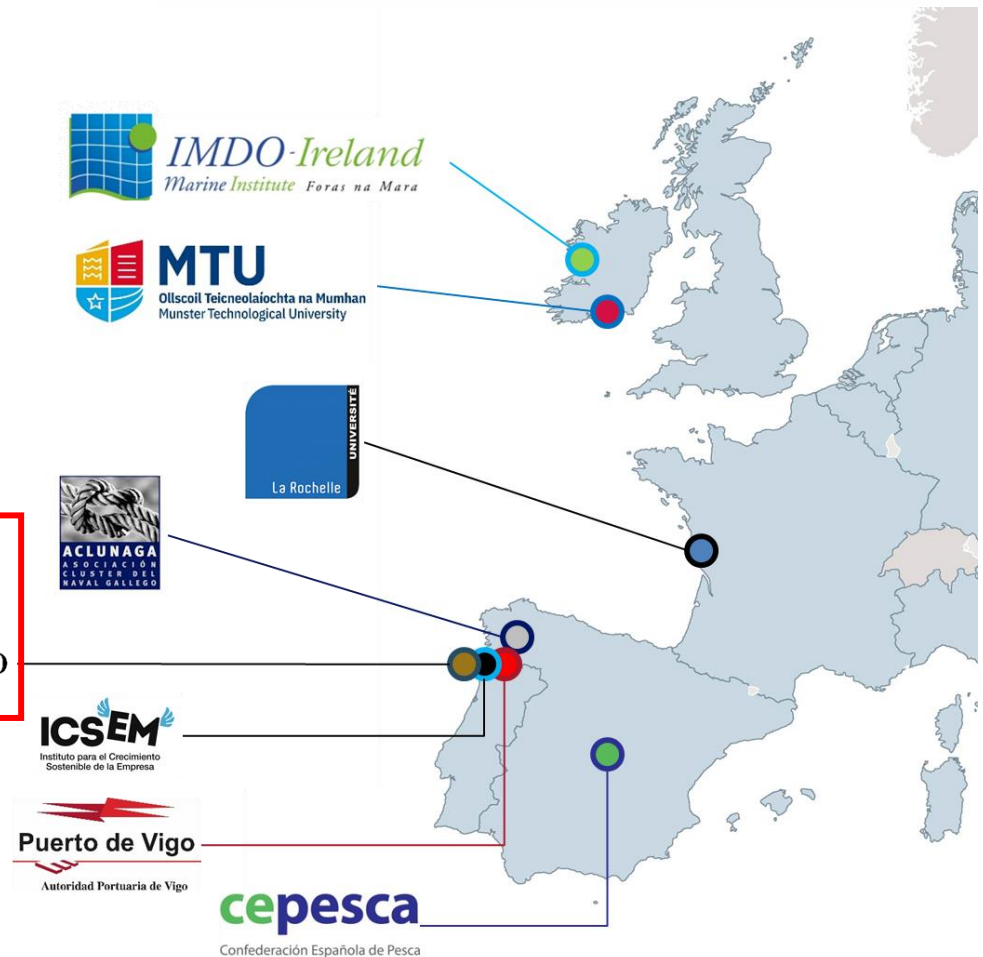 IMDO-Ireland
Marine Institute Foras na Mara
MTU
Ollscoil Teicneolaíochta na Mumhan
Munster Technological University
UNIVERSITÉ
La Rochelle
ACLUNAGA
ASOCIACIÓN
CLUSTER DEL
NAVAL GALLEGO
ICSEM
Instituto para el Crecimiento
Sostenible de la Empresa
Puerto de Vigo
Autoridad Portuaria de Vigo
cepesca
Confederación Española de Pesca